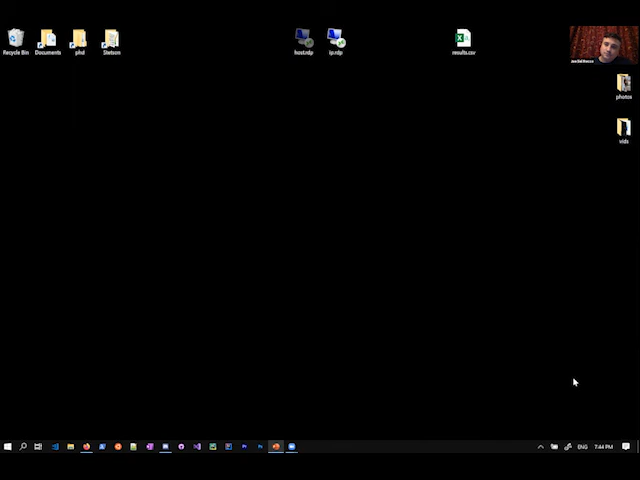 Recycle Bin
Documents
phd
Stetson
host.rdp
ip.rdp
results.csv
photos
vids
ENG
7:44 PM